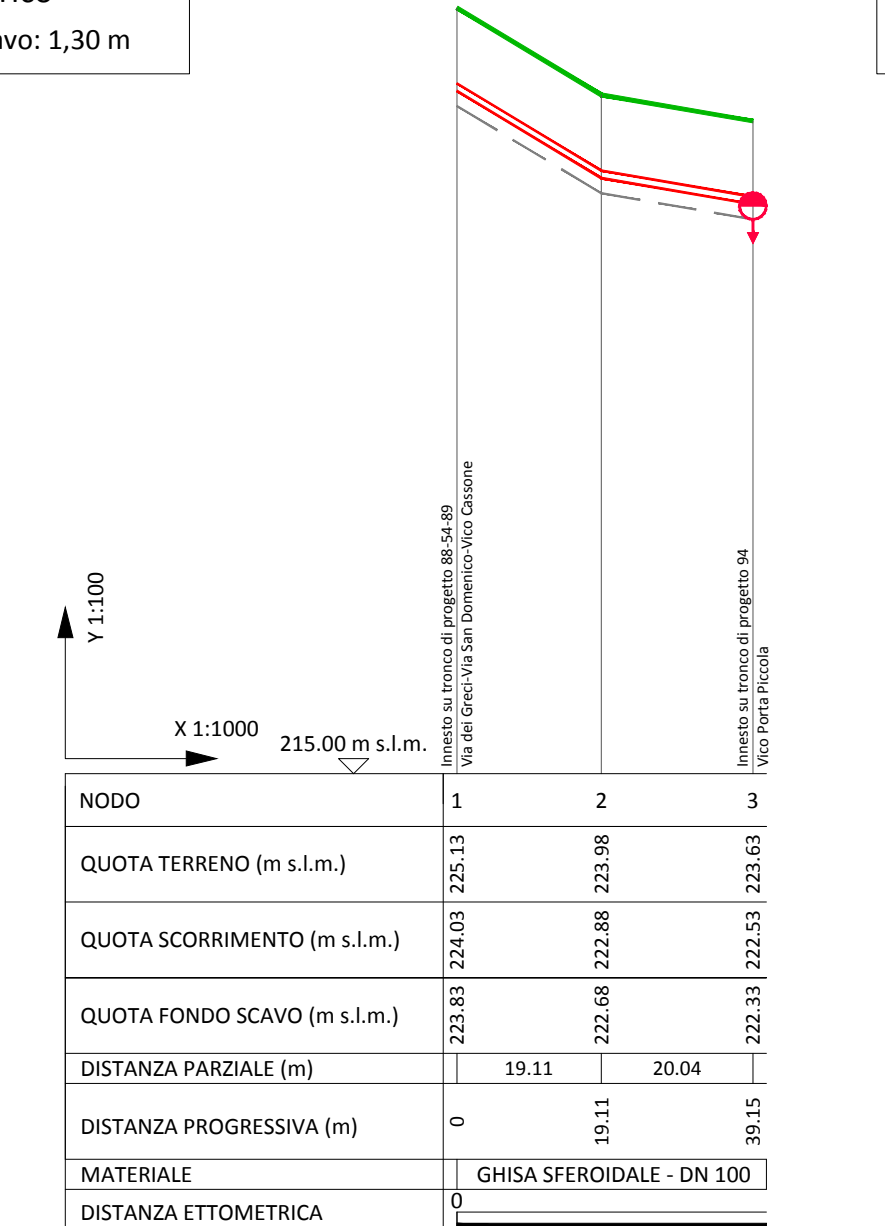 avo: 1,30 m
Innesto su tronco di progetto 88-54-89
Via dei Greci-Via San Domenico-Vico Cassone
Innesto su tronco di progetto 94
Vico Porta Piccola
Y 1:100
X 1:1000
215.00 m s.l.m.
NODO 1 2 3
QUOTA TERRENO (m s.l.m.) 225.13 223.98 223.63
QUOTA SCORRIMENTO (m s.l.m.) 224.03 222.88 222.53
QUOTA FONDO SCAVO (m s.l.m.) 223.83 222.68 222.33
DISTANZA PARZIALE (m) 19.11 20.04
DISTANZA PROGRESSIVA (m) 0 19.11 39.15
MATERIALE GHISA SFEROIDALE - DN 100
DISTANZA ETTOMETRICA 0